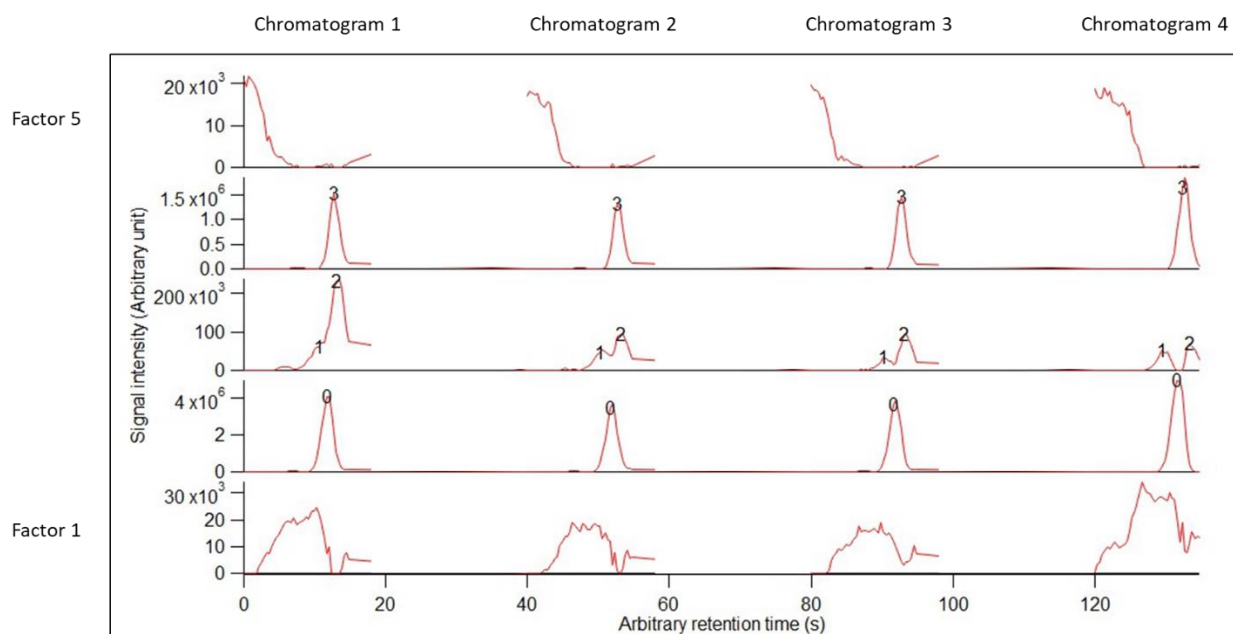 Chromatogram 1 Chromatogram 2 Chromatogram 3 Chromatogram 4
Factor 5
20 x10³
10
0
3 3 3 3
1.5 x10⁶
1.0
0.5
0.0
Signal intensity (Arbitrary unit)
200 x10³
100
0
1 2 1 2 1 2 1 2
4 x10⁶
2
0
0 0 0 0
Factor 1
30 x10³
20
10
0
0 20 40 60 80 100 120
Arbitrary retention time (s)